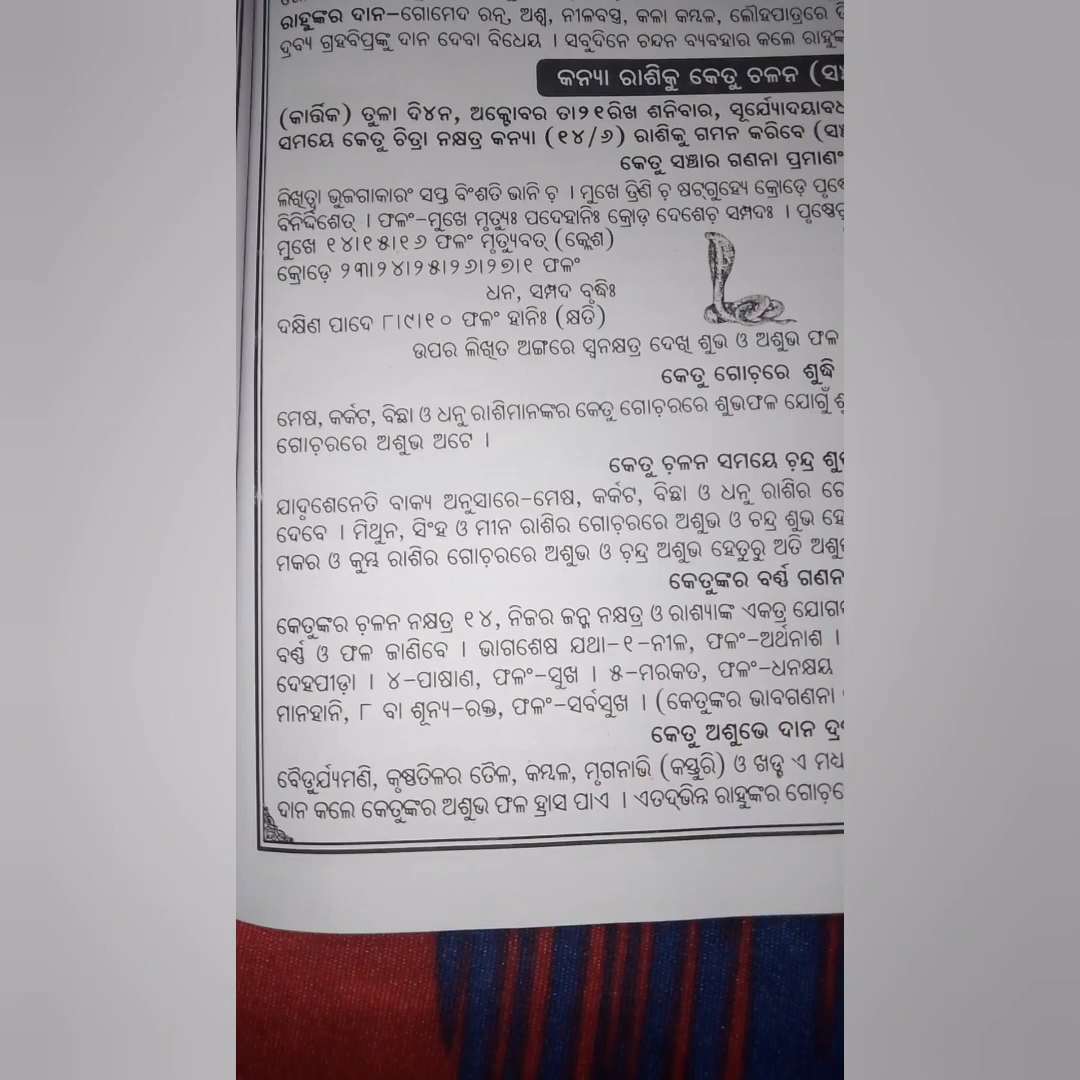 ରାହୁଙ୍କର ଦାନ-ଗୋମେଦ ରତ୍ନ, ଅଶ୍ୱ, ନୀଳବସ୍ତ୍ର, କଳା କମ୍ବଳ, ଲୌହପାତ୍ରରେ
ଦ୍ରବ୍ୟ ଗ୍ରହବିପ୍ରଙ୍କୁ ଦାନ ଦେବା ବିଧେୟ । ସବୁଦିନେ ଚନ୍ଦନ ବ୍ୟବହାର କଲେ
କନ୍ୟା ରାଶିକୁ କେତୁ ଚଳନ
(କାର୍ତ୍ତିକ) ତୁଳା ଦି୪ନ, ଅକ୍ଟୋବର ତା୨୧ରିଖ ଶନିବାର,
ସମୟେ କେତୁ ଚିତ୍ରା ନକ୍ଷତ୍ର କନ୍ୟା (୧୪/୬) ରାଶିକୁ ଗମନ କରିବେ
କେତୁ ସଞ୍ଚାର ଗଣନା ପ୍ରମାଣଂ
ଲିଖିତ୍ୱା ଭୁଜଗାକାରଂ ସପ୍ତ ବିଂଶତି ଭାନି ଚ଼ । ମୁଖେ ତ୍ରିଣି ଚ଼ ଷଟ୍‌ଗୁହ୍ୟେ କ୍ରୋଡ଼େ
ବିନିର୍ଦ୍ଦିଶେତ୍ । ଫଳଂ-ମୁଖେ ମୃତ୍ୟୁଃ ପଦେହାନିଃ କ୍ରୋଡ଼ ଦେଶେଚ଼ ସମ୍ପଦଃ ।
ମୁଖେ ୧୪।୧୫।୧୬ ଫଳଂ ମୃତ୍ୟୁବତ୍ (କ୍ଲେଶ)
କ୍ରୋଡ଼େ ୨୩।୨୪।୨୫।୨୬।୨୭।୧ ଫଳଂ
ଧନ, ସମ୍ପଦ ବୃଦ୍ଧିଃ
ଦକ୍ଷିଣ ପାଦେ ୮।୯।୧୦ ଫଳଂ ହାନିଃ (କ୍ଷତି)
ଉପର ଲିଖିତ ଅଙ୍ଗରେ ସ୍ୱନକ୍ଷତ୍ର ଦେଖି ଶୁଭ ଓ ଅଶୁଭ ଫଳ
କେତୁ ଗୋଚ଼ରେ ଶୁଦ୍ଧି
ମେଷ, କର୍କଟ, ବିଛା ଓ ଧନୁ ରାଶିମାନଙ୍କର କେତୁ ଗୋଚ଼ରରେ ଶୁଭଫଳ ଯୋଗୁଁ
ଗୋଚ଼ରରେ ଅଶୁଭ ଅଟେ ।
କେତୁ ଚ଼ଳନ ସମୟେ ଚ଼ନ୍ଦ୍ର
ଯାଦୃଶେନେତି ବାକ୍ୟ ଅନୁସାରେ-ମେଷ, କର୍କଟ, ବିଛା ଓ ଧନୁ ରାଶିର
ଦେବେ । ମିଥୁନ, ସିଂହ ଓ ମୀନ ରାଶିର ଗୋଚ଼ରରେ ଅଶୁଭ ଓ ଚନ୍ଦ୍ର ଶୁଭ
ମକର ଓ କୁମ୍ଭ ରାଶିର ଗୋଚ଼ରରେ ଅଶୁଭ ଓ ଚ଼ନ୍ଦ୍ର ଅଶୁଭ ହେତୁରୁ ଅତି
କେତୁଙ୍କର ବର୍ଣ୍ଣ ଗଣନ
କେତୁଙ୍କର ଚ଼ଳନ ନକ୍ଷତ୍ର ୧୪, ନିଜର ଜନ୍ମ ନକ୍ଷତ୍ର ଓ ରାଶ୍ୟାଙ୍କ ଏକତ୍ର
ବର୍ଣ୍ଣ ଓ ଫଳ ଜାଣିବେ । ଭାଗଶେଷ ଯଥା-୧-ନୀଳ, ଫଳଂ-ଅର୍ଥନାଶ ।
ଦେହପୀଡ଼ା । ୪-ପାଷାଣ, ଫଳଂ-ସୁଖ । ୫-ମରକତ, ଫଳଂ-ଧନକ୍ଷୟ
ମାନହାନି, ୮ ବା ଶୂନ୍ୟ-ରକ୍ତ, ଫଳଂ-ସର୍ବସୁଖ । (କେତୁଙ୍କର ଭାବଗଣନା
କେତୁ ଅଶୁଭେ ଦାନ
ବୈଦୁର୍ଯ୍ୟମଣି, କୃଷ୍ଣତିଳର ତୈଳ, କମ୍ବଳ, ମୃଗନାଭି (କସ୍ତୁରି) ଓ ଖଡ୍ଗ ଏ
ଦାନ କଲେ କେତୁଙ୍କର ଅଶୁଭ ଫଳ ହ୍ରାସ ପାଏ । ଏତଦ୍‌ଭିନ୍ନ ରାହୁଙ୍କର